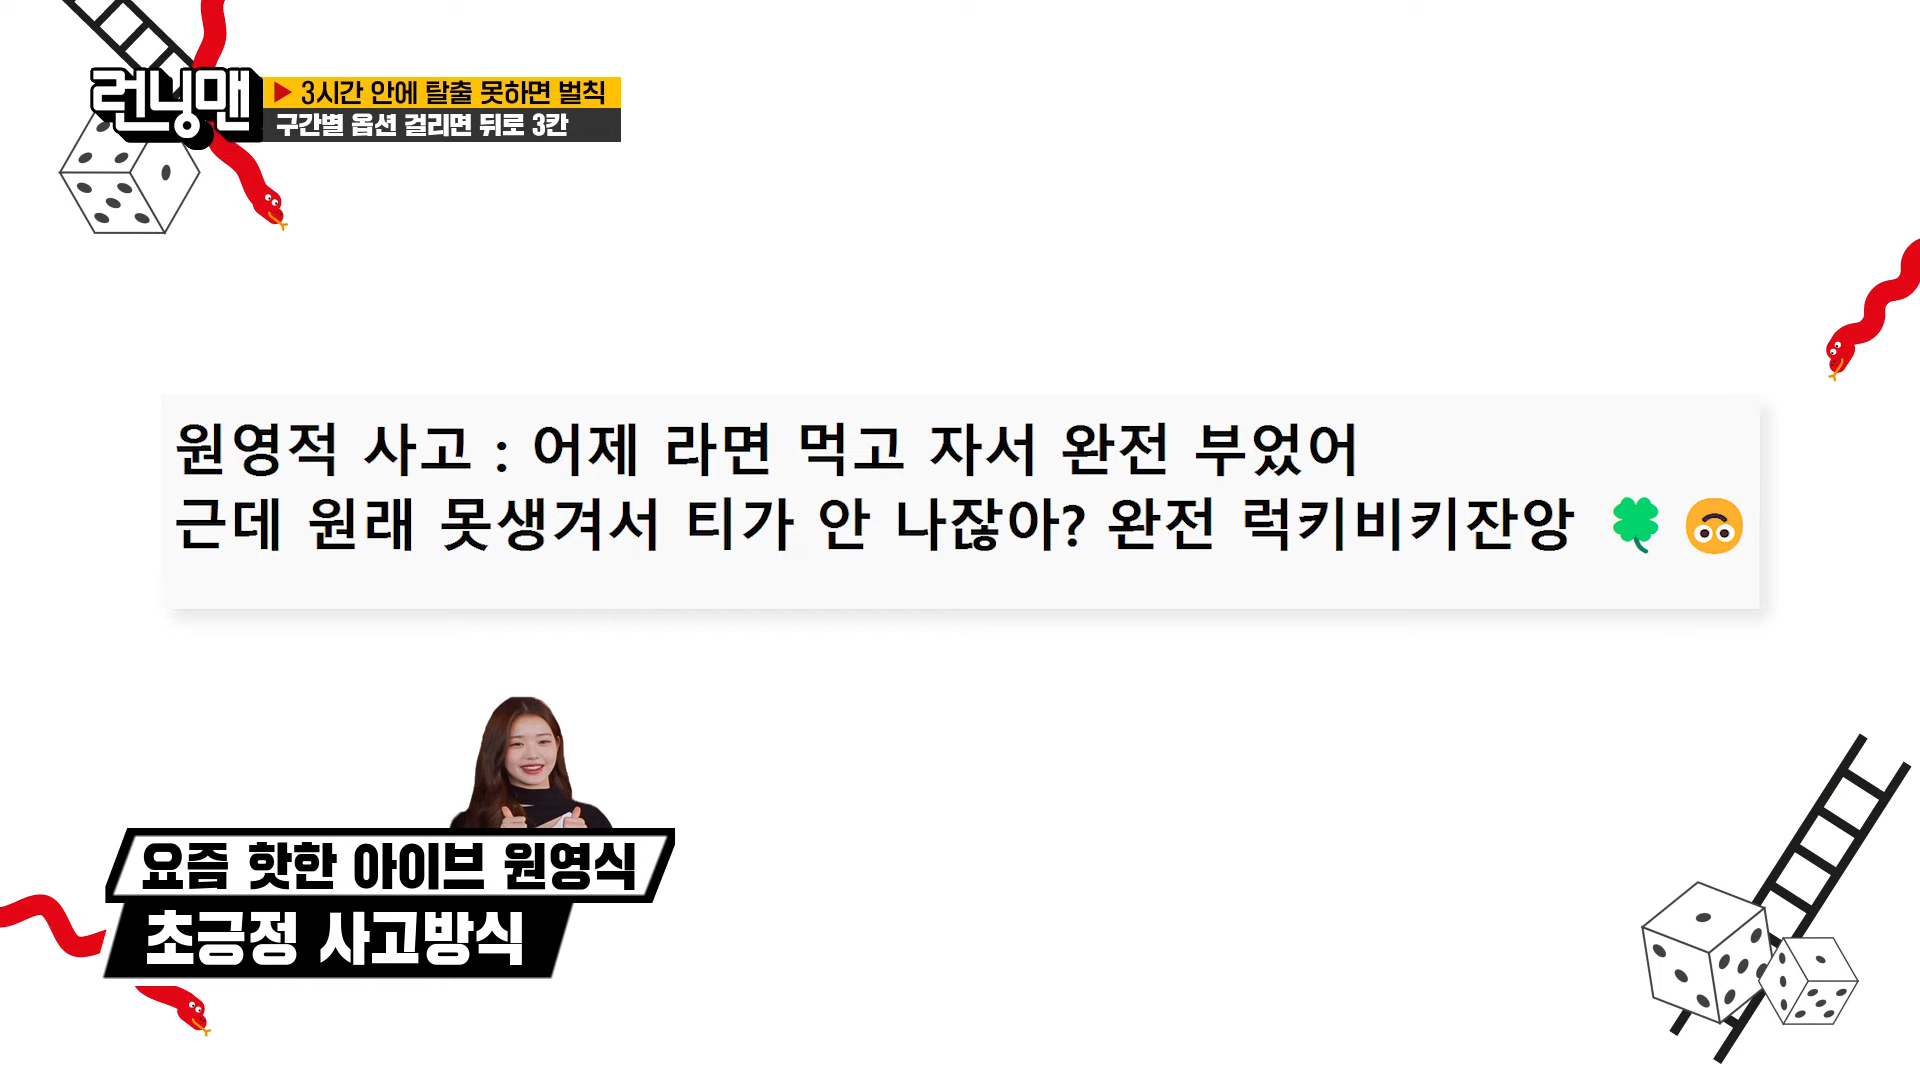 런닝맨
▶ 3시간 안에 탈출 못하면 벌칙
구간별 옵션 걸리면 뒤로 3칸
원영적 사고 : 어제 라면 먹고 자서 완전 부었어
근데 원래 못생겨서 티가 안 나잖아? 완전 럭키비키잔앙 🍀 🙃
요즘 핫한 아이브 원영식
초긍정 사고방식